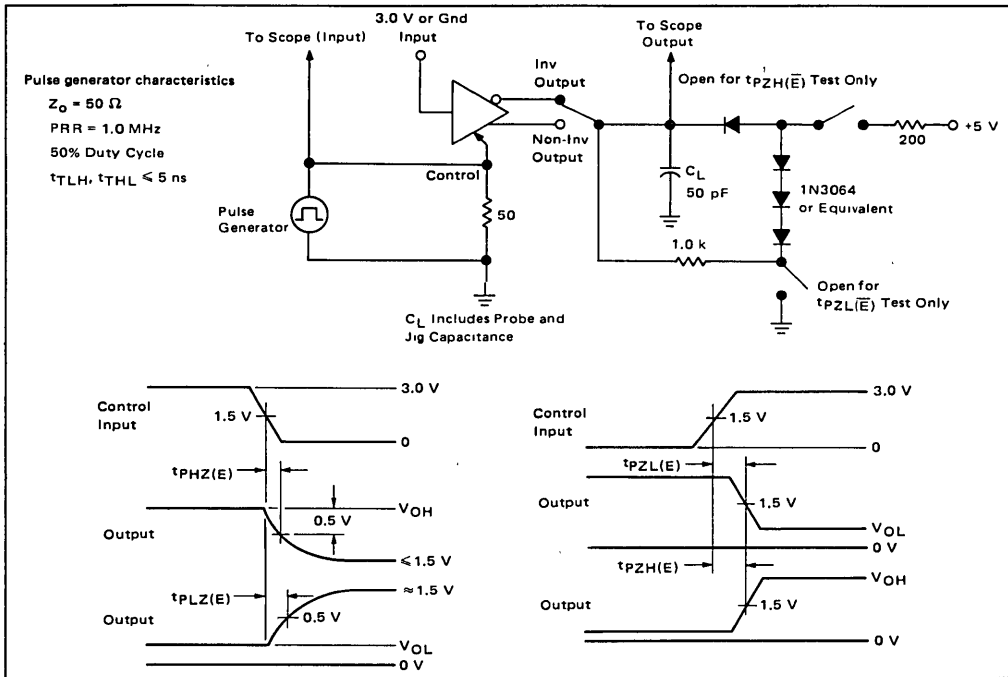 3.0 V or Gnd
Input
To Scope (Input)
To Scope
Output
Pulse generator characteristics
Zo = 50 Ω
PRR = 1.0 MHz
50% Duty Cycle
tTLH, tTHL ≤ 5 ns
Inv
Output
Open for tPZH(E̅) Test Only
Non-Inv
Output
200
+5 V
Control
CL
50 pF
1N3064
or Equivalent
Pulse
Generator
50
1.0 k
Open for
tPZL(E̅) Test Only
CL Includes Probe and
Jig Capacitance
3.0 V
Control
Input
1.5 V
0
tPHZ(E)
VOH
0.5 V
Output
≤ 1.5 V
tPLZ(E)
≈ 1.5 V
0.5 V
Output
VOL
0 V
3.0 V
Control
Input
1.5 V
0
tPZL(E)
Output
1.5 V
VOL
0 V
tPZH(E)
VOH
Output
1.5 V
0 V